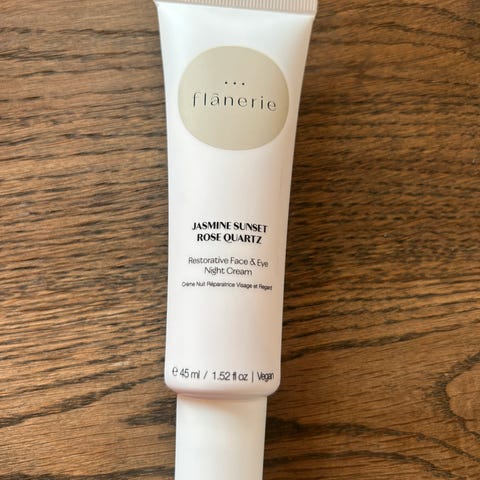 flânerie
JASMINE SUNSET
ROSE QUARTZ
Restorative Face & Eye
Night Cream
Crème Nuit Réparatrice Visage et Regard
℮ 45 ml / 1.52 fl oz | Vegan